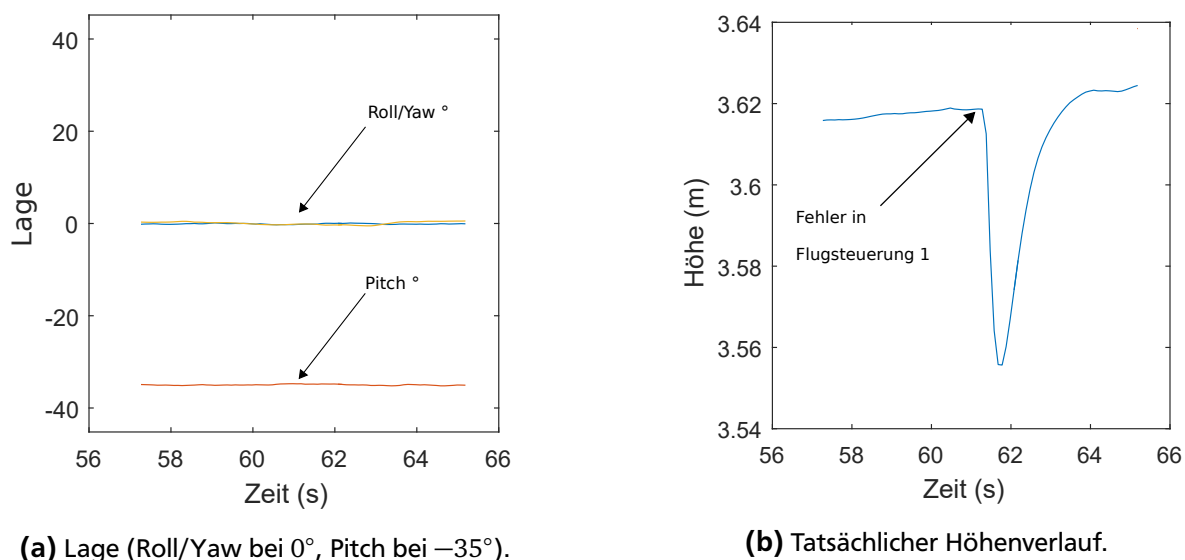 40
20
0
-20
-40
Lage
Roll/Yaw °
Pitch °
56 58 60 62 64 66
Zeit (s)
(a) Lage (Roll/Yaw bei 0°, Pitch bei −35°).
3.64
3.62
3.6
3.58
3.56
3.54
Höhe (m)
Fehler in
Flugsteuerung 1
56 58 60 62 64 66
Zeit (s)
(b) Tatsächlicher Höhenverlauf.